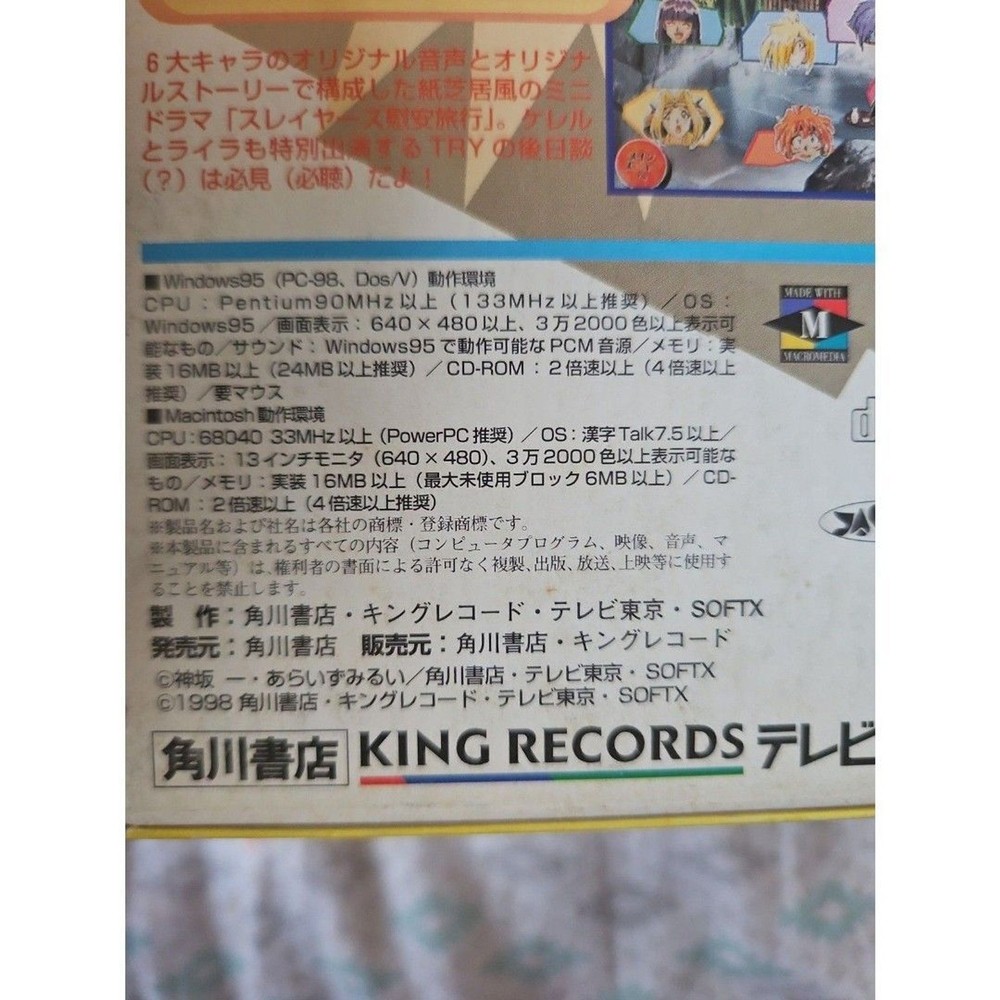 6大キャラのオリジナル音声とオリジナ
ルストーリーで構成した紙芝居風のミニ
ドラマ「スレイヤーズ慰安旅行」。ケレル
とライラも特別出演するTRYの後日談
(?)は必見(必聴)だよ!
■Windows95(PC-98、Dos/V)動作環境
CPU:Pentium90MHz以上(133MHz以上推奨)/OS:
Windows95/画面表示:640×480以上、3万2000色以上表示可
能なもの/サウンド:Windows95で動作可能なPCM音源/メモリ:実
装16MB以上(24MB以上推奨)/CD-ROM:2倍速以上(4倍速以上
推奨)/要マウス
■Macintosh動作環境
CPU:68040 33MHz以上(PowerPC推奨)/OS:漢字Talk7.5以上/
画面表示:13インチモニタ(640×480)、3万2000色以上表示可能な
もの/メモリ:実装16MB以上(最大未使用ブロック6MB以上)/CD-
ROM:2倍速以上(4倍速以上推奨)
※製品名および社名は各社の商標・登録商標です。
※本製品に含まれるすべての内容(コンピュータプログラム、映像、音声、マ
ニュアル等)は、権利者の書面による許可なく複製、出版、放送、上映等に使用す
ることを禁止します。
製 作:角川書店・キングレコード・テレビ東京・SOFTX
発売元:角川書店 販売元:角川書店・キングレコード
©神坂 一・あらいずみるい/角川書店・テレビ東京・SOFTX
©1998 角川書店・キングレコード・テレビ東京・SOFTX
角川書店 KING RECORDS テレビ
MADE WITH
M
MACROMEDIA